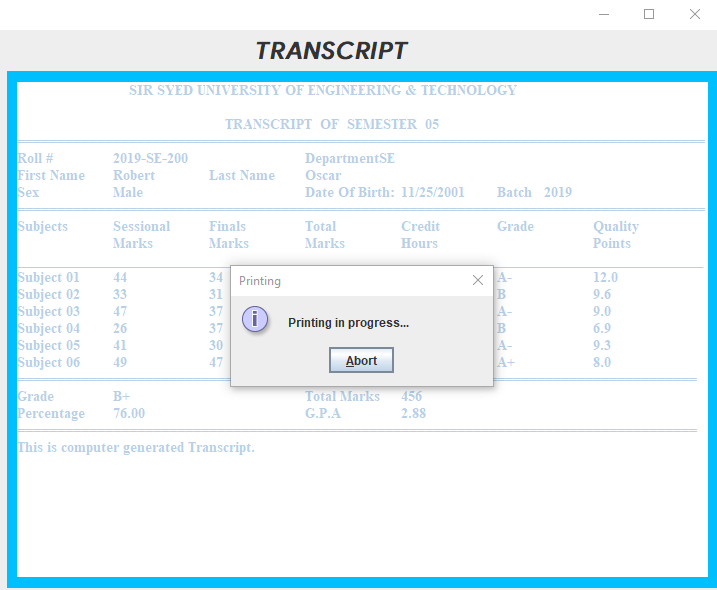 TRANSCRIPT
SIR SYED UNIVERSITY OF ENGINEERING & TECHNOLOGY
TRANSCRIPT OF SEMESTER 05
Roll # 2019-SE-200 DepartmentSE
First Name Robert Last Name Oscar
Sex Male Date Of Birth: 11/25/2001 Batch 2019
Subjects Sessional Finals Total Credit Grade Quality
Marks Marks Marks Hours Points
Subject 01 44 34 A- 12.0
Subject 02 33 31 B 9.6
Subject 03 47 37 A- 9.0
Subject 04 26 37 B 6.9
Subject 05 41 30 A- 9.3
Subject 06 49 47 A+ 8.0
Printing
Printing in progress...
Abort
Grade B+ Total Marks 456
Percentage 76.00 G.P.A 2.88
This is computer generated Transcript.